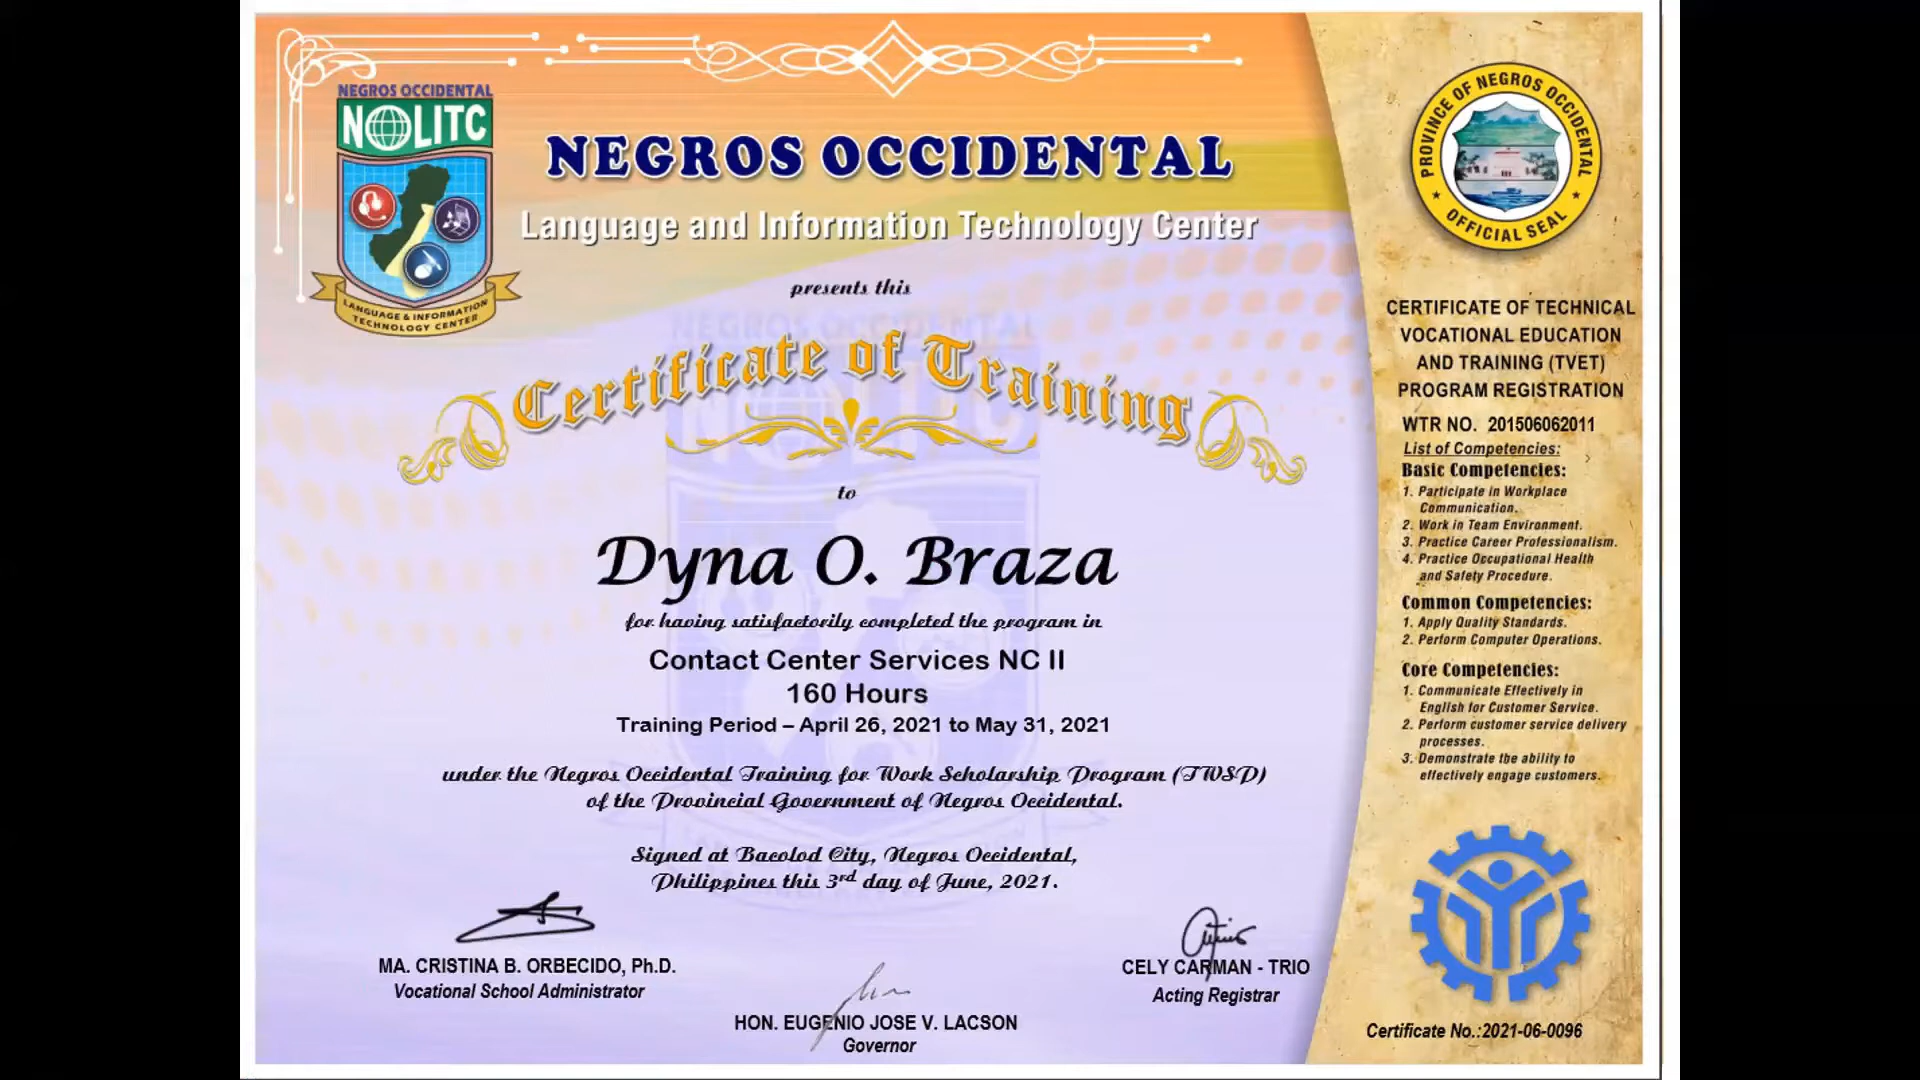 NEGROS OCCIDENTAL
NOLITC
LANGUAGE & INFORMATION
TECHNOLOGY CENTER
NEGROS OCCIDENTAL
Language and Information Technology Center
presents this
Certificate of Training
to
Dyna O. Braza
for having satisfactorily completed the program in
Contact Center Services NC II
160 Hours
Training Period – April 26, 2021 to May 31, 2021
under the Negros Occidental Training for Work Scholarship Program (TWSP)
of the Provincial Government of Negros Occidental.
Signed at Bacolod City, Negros Occidental,
Philippines this 3rd day of June, 2021.
MA. CRISTINA B. ORBECIDO, Ph.D.
Vocational School Administrator
HON. EUGENIO JOSE V. LACSON
Governor
CELY CARMAN - TRIO
Acting Registrar
PROVINCE OF NEGROS OCCIDENTAL
OFFICIAL SEAL
CERTIFICATE OF TECHNICAL
VOCATIONAL EDUCATION
AND TRAINING (TVET)
PROGRAM REGISTRATION
WTR NO. 201506062011
List of Competencies:
Basic Competencies:
1. Participate in Workplace
Communication.
2. Work in Team Environment.
3. Practice Career Professionalism.
4. Practice Occupational Health
and Safety Procedure.
Common Competencies:
1. Apply Quality Standards.
2. Perform Computer Operations.
Core Competencies:
1. Communicate Effectively in
English for Customer Service.
2. Perform customer service delivery
processes.
3. Demonstrate the ability to
effectively engage customers.
Certificate No.:2021-06-0096